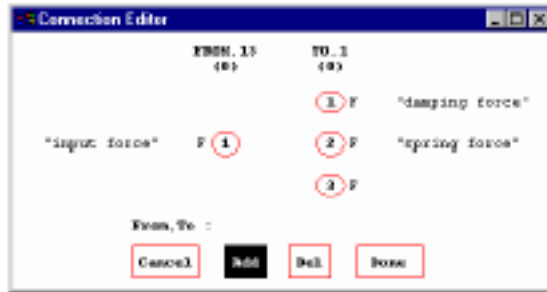 Connection Editor
FROM.13 TO.1
(0) (0)
1 F "damping force"
"input force" F 1 2 F "spring force"
3 F
From,To :
Cancel Add Del Done